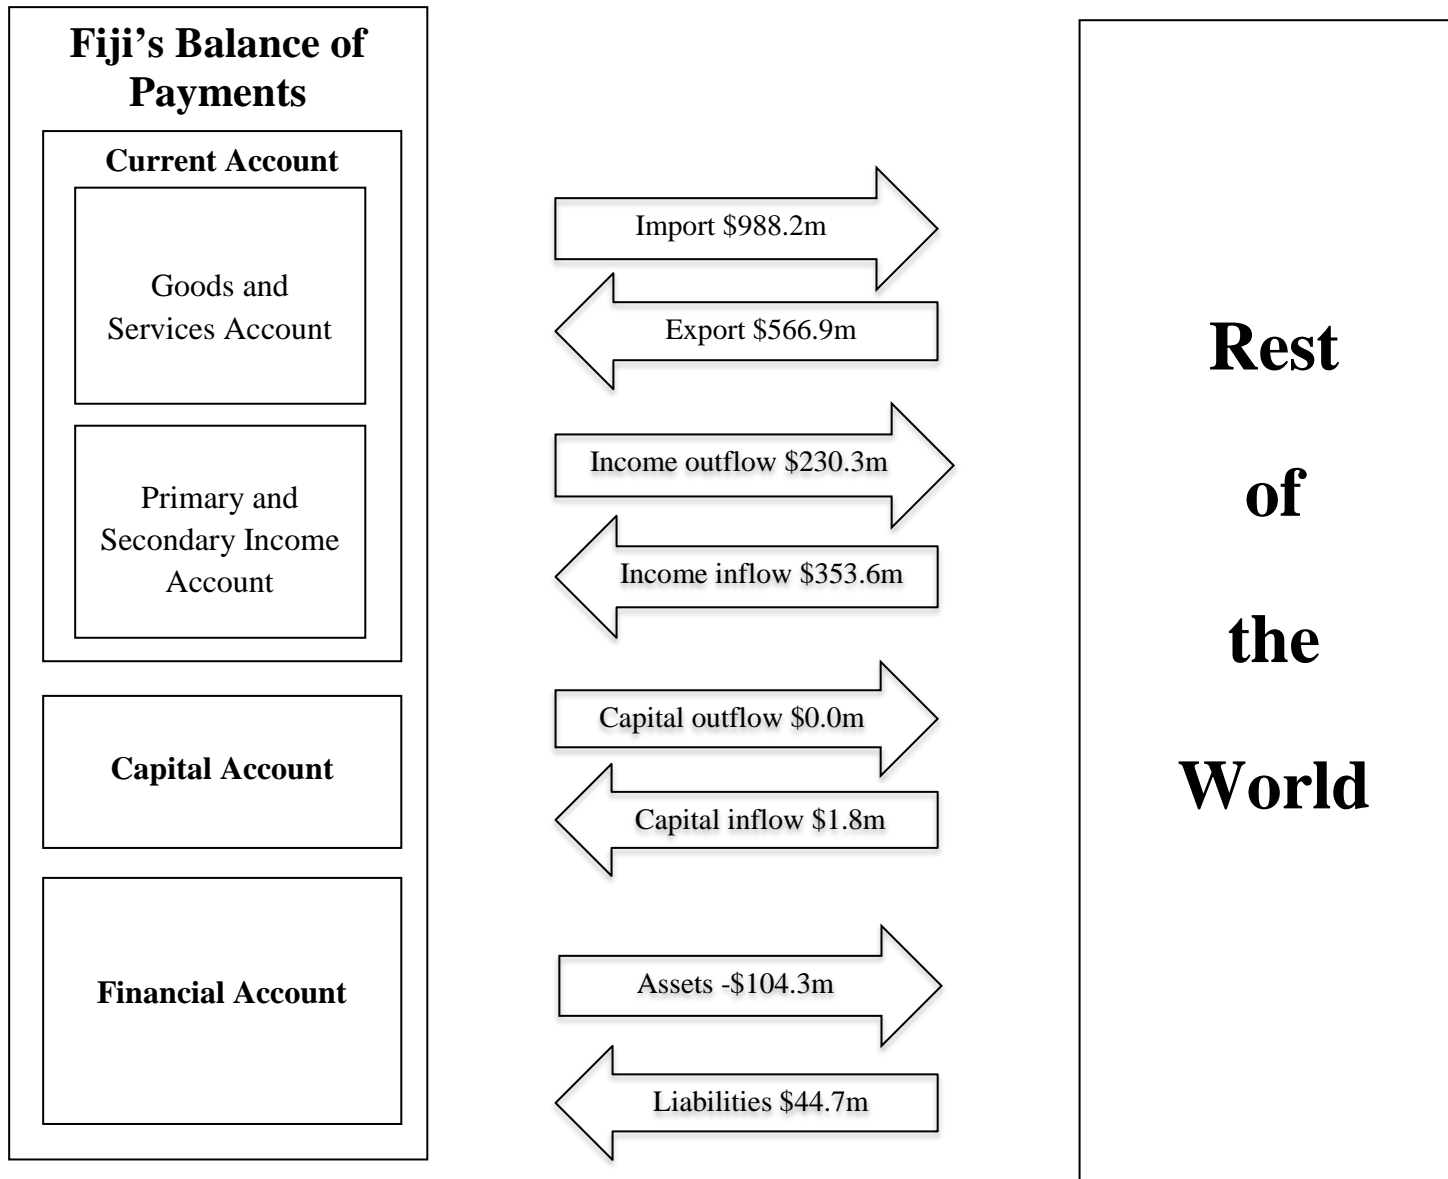 Fiji’s Balance of
Payments
Current Account
Goods and
Services Account
Primary and
Secondary Income
Account
Capital Account
Financial Account
Import $988.2m
Export $566.9m
Income outflow $230.3m
Income inflow $353.6m
Capital outflow $0.0m
Capital inflow $1.8m
Assets -$104.3m
Liabilities $44.7m
Rest
of
the
World